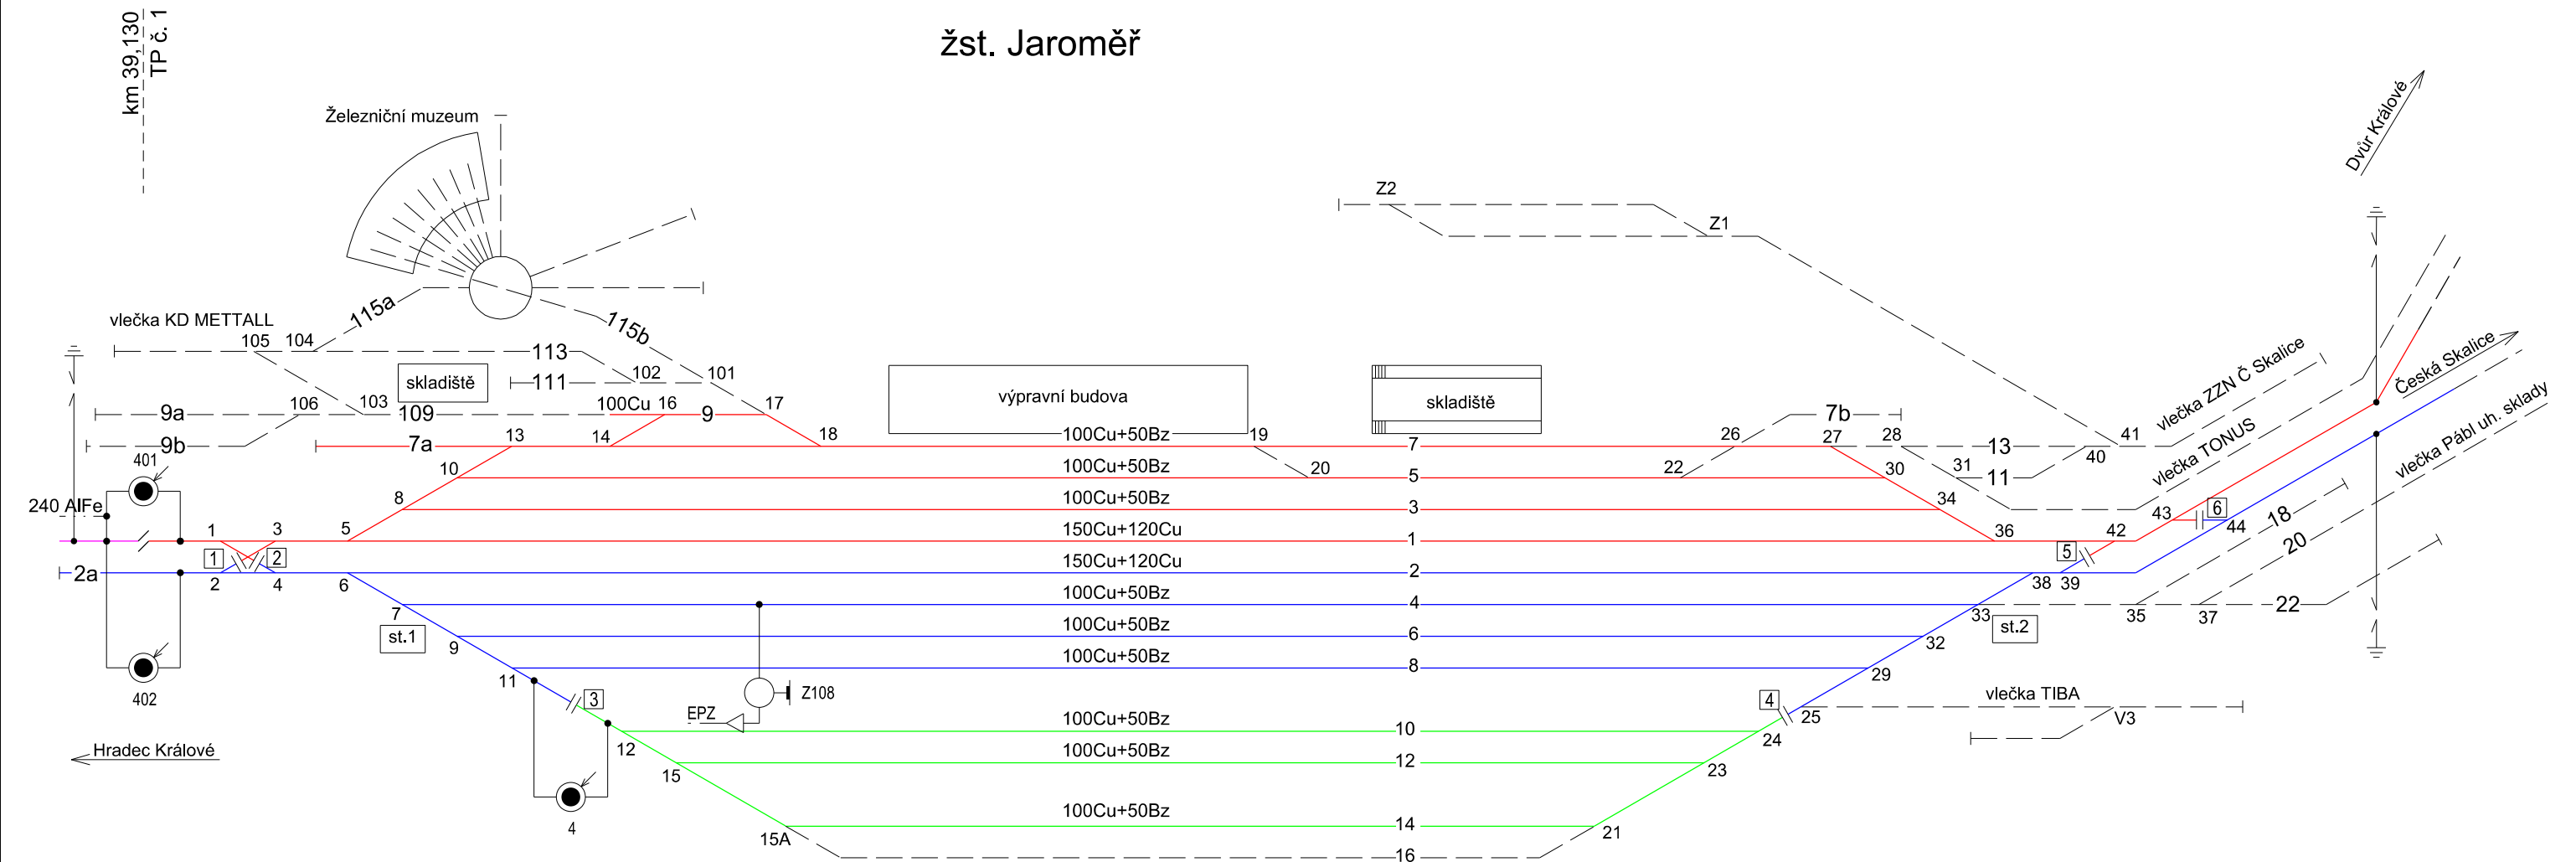 žst. Jaroměř
km 39,130
TP č. 1
Železniční muzeum
Dvůr Králové
Z2
Z1
115a
115b
vlečka KD METTALL
105
104
113
skladiště
111
102
101
výpravní budova
skladiště
vlečka ZZN Č Skalice
Česká Skalice
9a
106
103
109
100Cu
16
9
17
7b
vlečka TONUS
vlečka Pábl uh. sklady
9b
7a
13
14
18
100Cu+50Bz
19
7
26
27
28
13
40
41
401
10
100Cu+50Bz
20
5
22
30
31
11
240 AlFe
8
100Cu+50Bz
3
34
43
6
44
18
1
3
5
150Cu+120Cu
1
36
42
20
1
2
5
2a
2
4
6
150Cu+120Cu
2
38
39
7
100Cu+50Bz
4
33
35
37
22
st.1
9
100Cu+50Bz
6
32
st.2
402
11
100Cu+50Bz
8
29
3
Z108
4
25
vlečka TIBA
V3
EPZ
Hradec Králové
12
100Cu+50Bz
10
24
15
100Cu+50Bz
12
23
4
15A
100Cu+50Bz
14
21
16